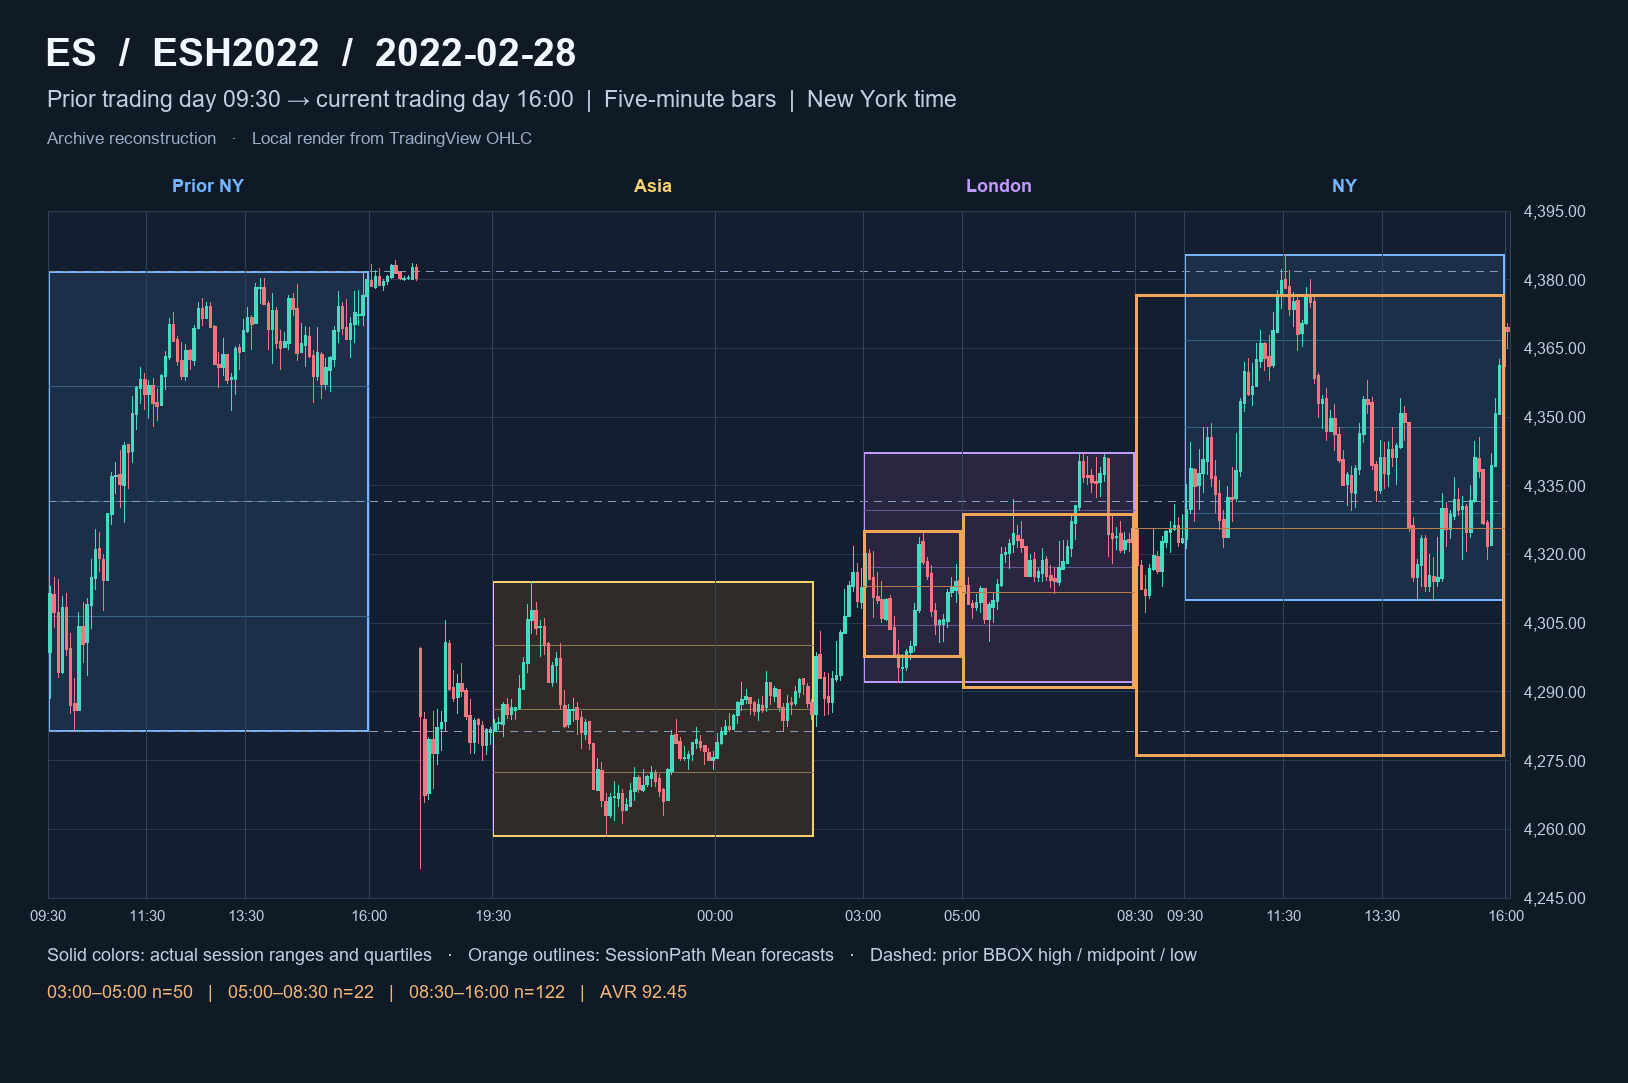 ES / ESH2022 / 2022-02-28
Prior trading day 09:30 → current trading day 16:00 | Five-minute bars | New York time
Archive reconstruction · Local render from TradingView OHLC
Prior NY Asia London NY
4,395.00
4,380.00
4,365.00
4,350.00
4,335.00
4,320.00
4,305.00
4,290.00
4,275.00
4,260.00
4,245.00
09:30 11:30 13:30 16:00 19:30 00:00 03:00 05:00 08:30 09:30 11:30 13:30 16:00
Solid colors: actual session ranges and quartiles · Orange outlines: SessionPath Mean forecasts · Dashed: prior BBOX high / midpoint / low
03:00–05:00 n=50 | 05:00–08:30 n=22 | 08:30–16:00 n=122 | AVR 92.45